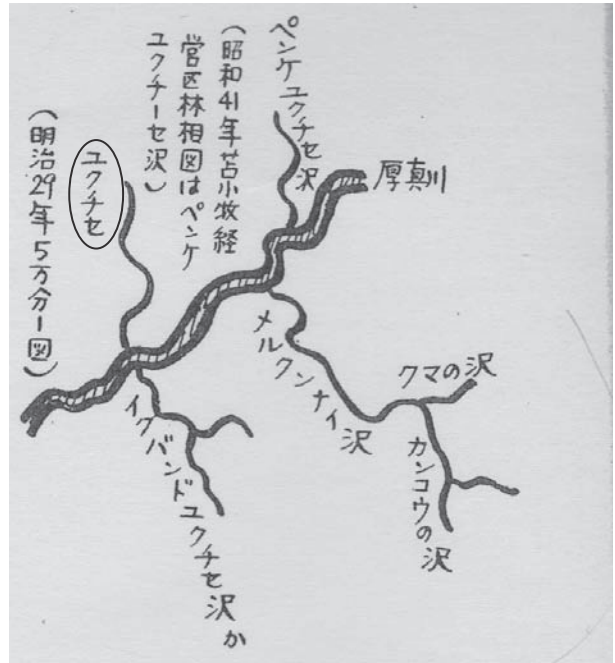 厚真川
ペンケユクチセ沢
(昭和41年苫小牧経
営区林相図はペンケ
ユクチーセ沢)
ユクチセ
(明治29年5万分一図)
メルクンナイ沢
クマの沢
カンコウの沢
イクバンドユクチセ沢か